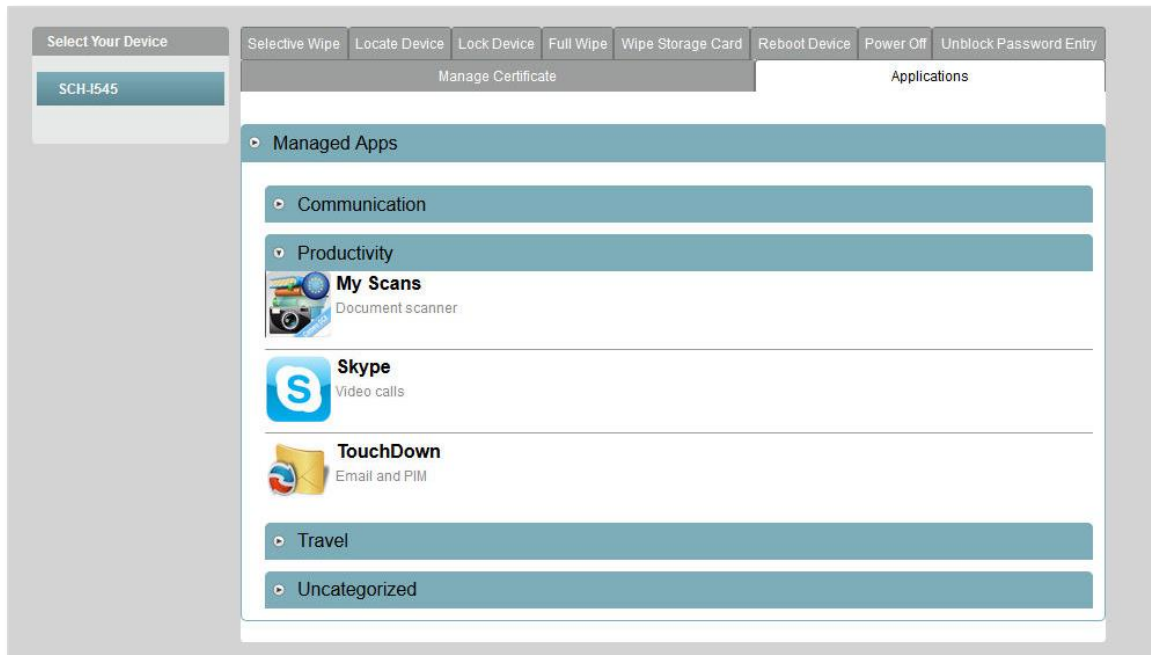 Select Your Device
SCH-I545
Selective Wipe Locate Device Lock Device Full Wipe Wipe Storage Card Reboot Device Power Off Unblock Password Entry
Manage Certificate Applications
Managed Apps
Communication
Productivity
My Scans
Document scanner
Skype
Video calls
TouchDown
Email and PIM
Travel
Uncategorized